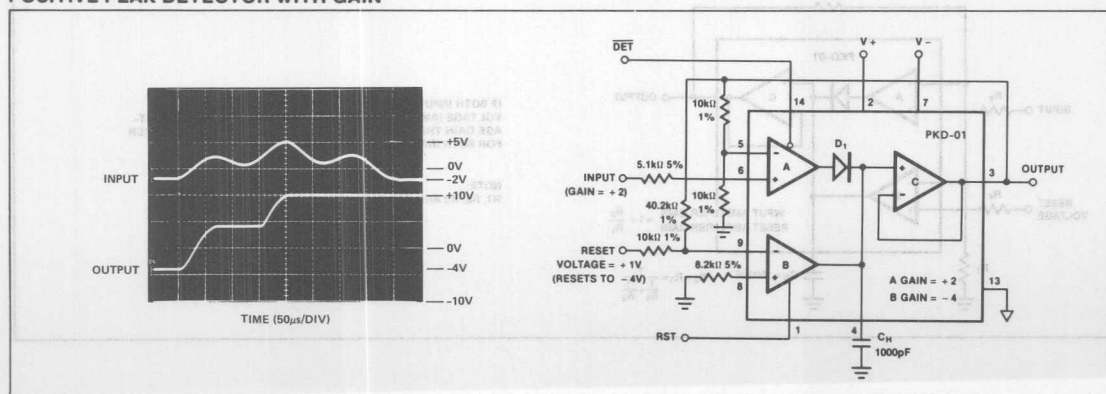 POSITIVE PEAK DETECTOR WITH GAIN
INPUT
OUTPUT
+5V
0V
−2V
+10V
0V
−4V
−10V
TIME (50µs/DIV)
DET
V+
V−
14
2
7
PKD-01
10kΩ
1%
5
6
−
+
A
D1
+
−
C
3
OUTPUT
INPUT
5.1kΩ 5%
(GAIN = +2)
10kΩ
1%
40.2kΩ
1%
RESET
10kΩ 1%
9
VOLTAGE = +1V
(RESETS TO −4V)
8.2kΩ 5%
8
−
+
B
A GAIN = +2
B GAIN = −4
13
RST
1
4
CH
1000pF